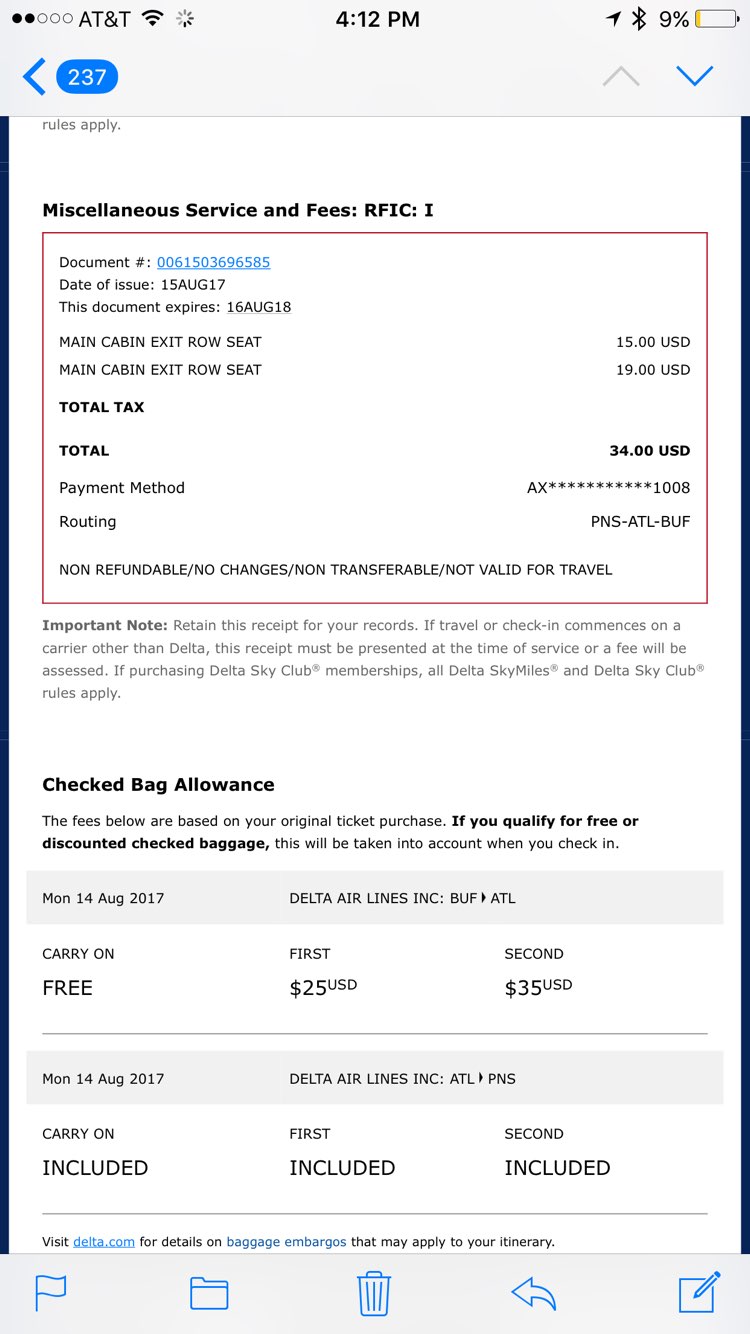 AT&T 4:12 PM 9%
237
rules apply.
Miscellaneous Service and Fees: RFIC: I
Document #: 0061503696585
Date of issue: 15AUG17
This document expires: 16AUG18
MAIN CABIN EXIT ROW SEAT 15.00 USD
MAIN CABIN EXIT ROW SEAT 19.00 USD
TOTAL TAX
TOTAL 34.00 USD
Payment Method AX***********1008
Routing PNS-ATL-BUF
NON REFUNDABLE/NO CHANGES/NON TRANSFERABLE/NOT VALID FOR TRAVEL
Important Note: Retain this receipt for your records. If travel or check-in commences on a
carrier other than Delta, this receipt must be presented at the time of service or a fee will be
assessed. If purchasing Delta Sky Club® memberships, all Delta SkyMiles® and Delta Sky Club®
rules apply.
Checked Bag Allowance
The fees below are based on your original ticket purchase. If you qualify for free or
discounted checked baggage, this will be taken into account when you check in.
Mon 14 Aug 2017 DELTA AIR LINES INC: BUF ATL
CARRY ON FIRST SECOND
FREE $25USD $35USD
Mon 14 Aug 2017 DELTA AIR LINES INC: ATL PNS
CARRY ON FIRST SECOND
INCLUDED INCLUDED INCLUDED
Visit delta.com for details on baggage embargos that may apply to your itinerary.